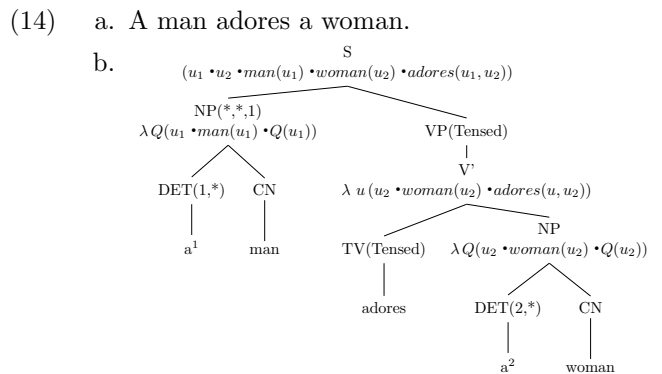 (14) a. A man adores a woman.
b.
S
(u₁ •u₂ •man(u₁) •woman(u₂) •adores(u₁, u₂))
NP(*,*,1)
λQ(u₁ •man(u₁) •Q(u₁))
VP(Tensed)
V'
DET(1,*) CN
λ u (u₂ •woman(u₂) •adores(u, u₂))
NP
a¹ man
TV(Tensed) λQ(u₂ •woman(u₂) •Q(u₂))
adores
DET(2,*) CN
a² woman